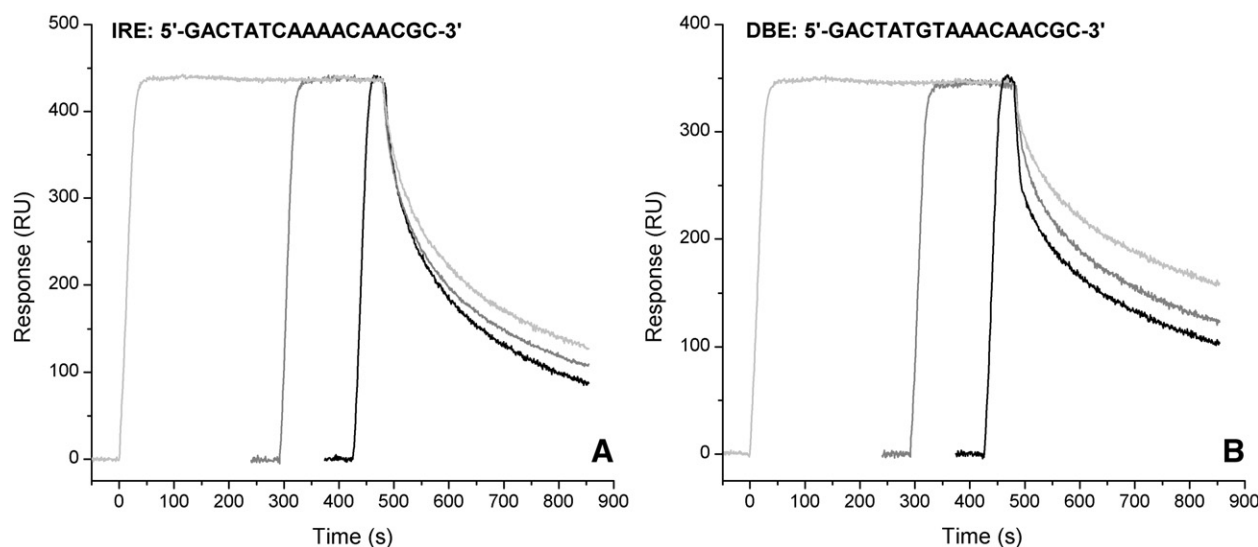 IRE: 5'-GACTATCAAAACAACGC-3'
500
400
300
200
100
0
Response (RU)
0 100 200 300 400 500 600 700 800 900
Time (s)
A
DBE: 5'-GACTATGTAAACAACGC-3'
400
300
200
100
0
Response (RU)
0 100 200 300 400 500 600 700 800 900
Time (s)
B